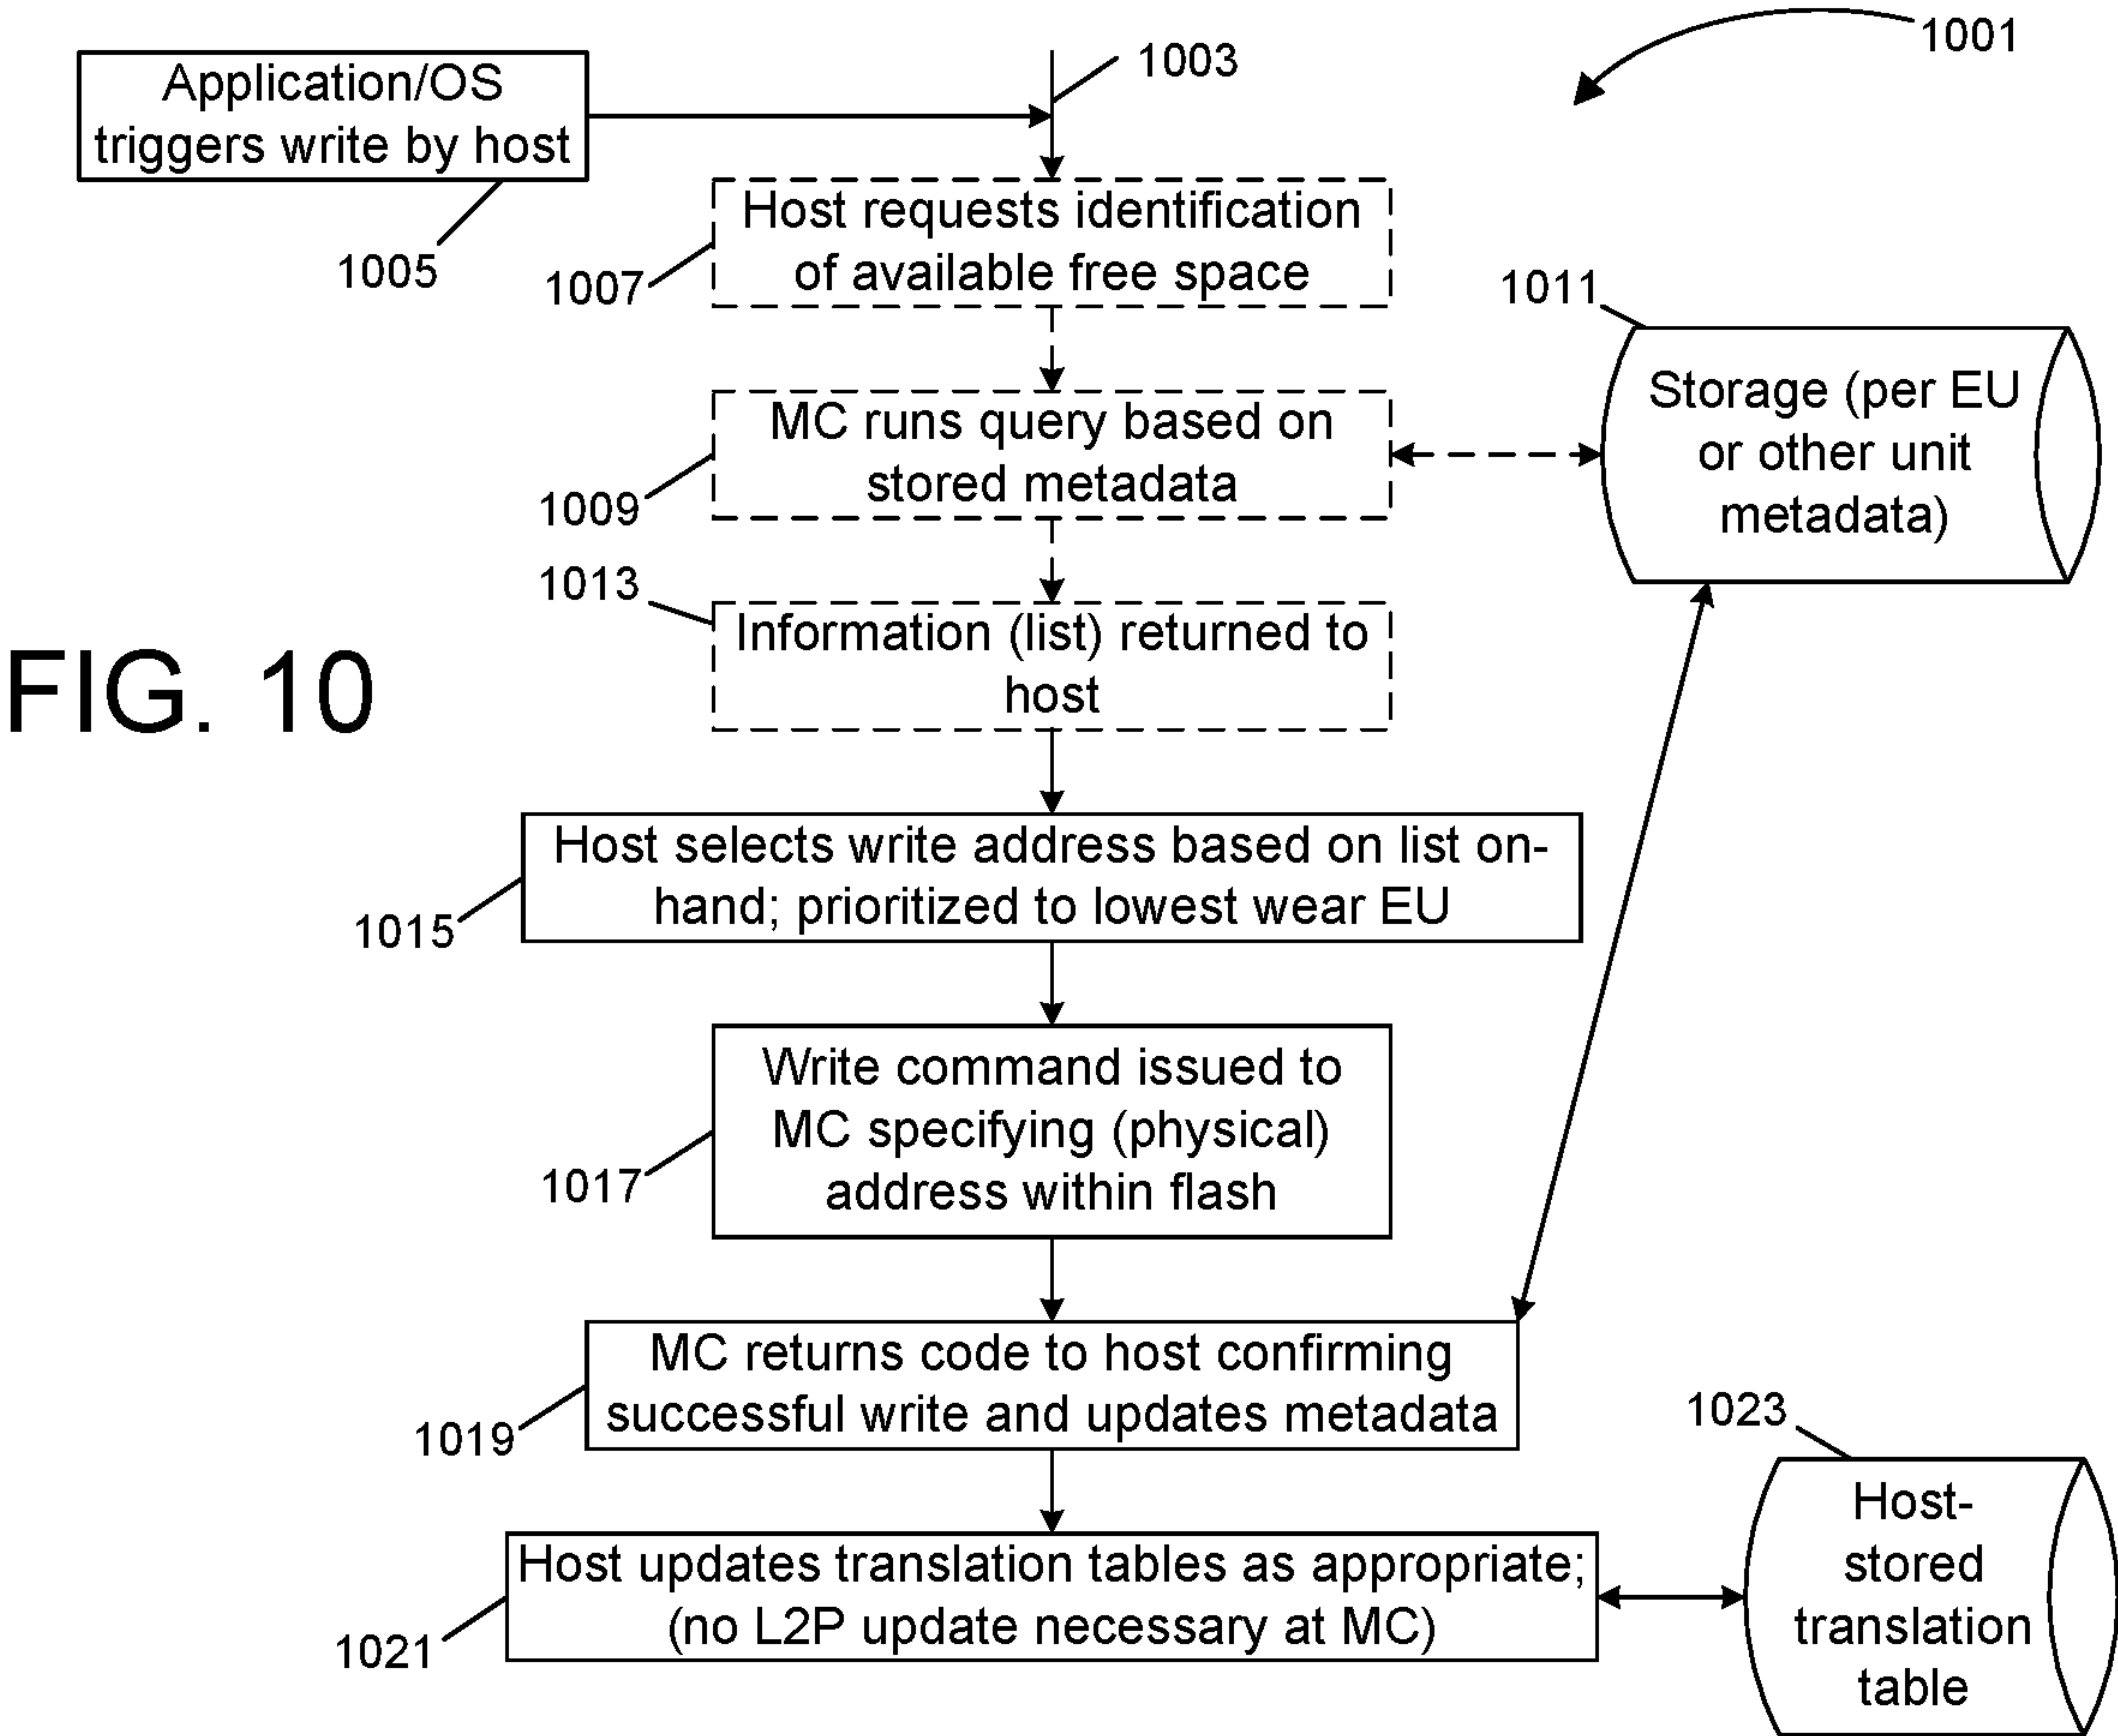 1001
1003
Application/OS
triggers write by host
1005
Host requests identification
of available free space
1007
1011
Storage (per EU
or other unit
metadata)
MC runs query based on
stored metadata
1009
1013
Information (list) returned to
host
FIG. 10
Host selects write address based on list on-
hand; prioritized to lowest wear EU
1015
Write command issued to
MC specifying (physical)
address within flash
1017
MC returns code to host confirming
successful write and updates metadata
1019
1023
Host-
stored
translation
table
Host updates translation tables as appropriate;
(no L2P update necessary at MC)
1021